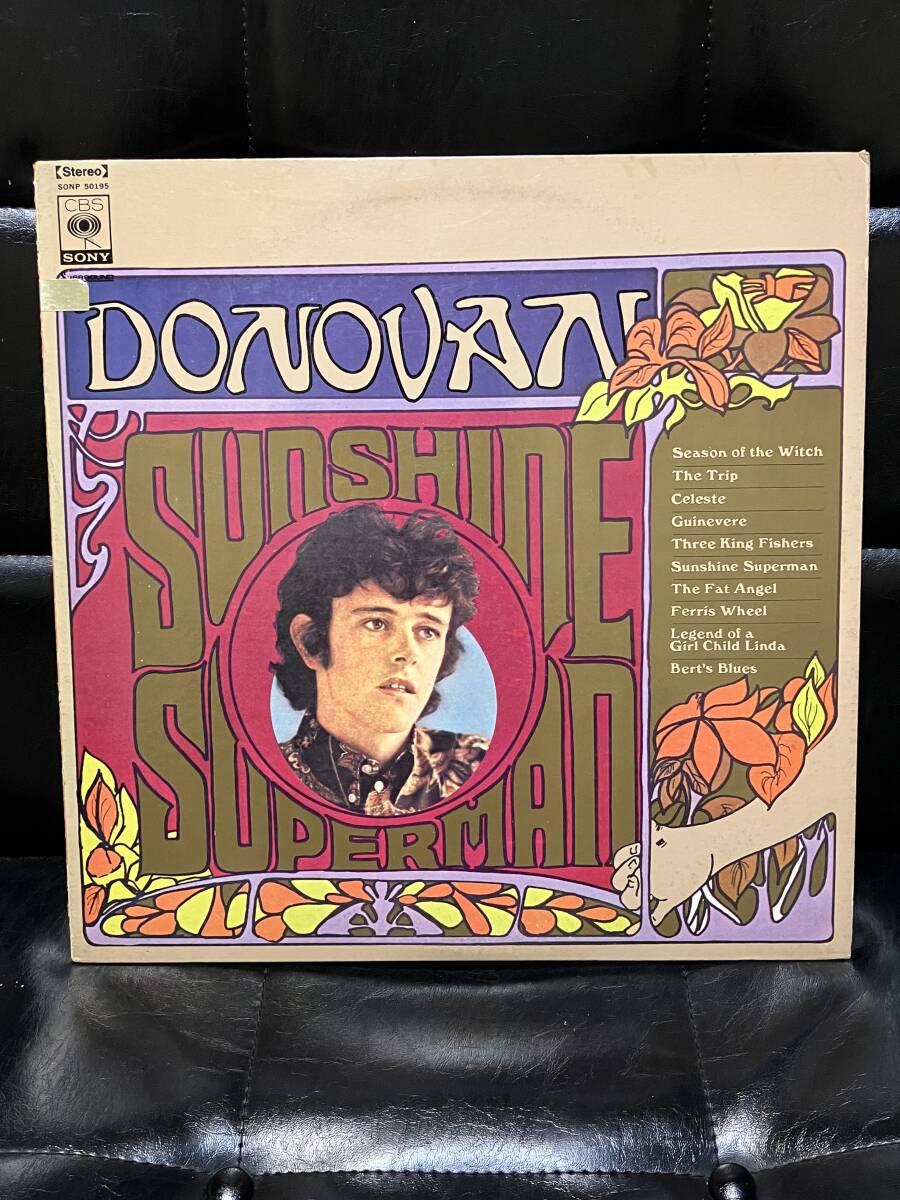 Stereo
SONP 50195
CBS
SONY
DONOVAN
SUNSHINE
SUPERMAN
Season of the Witch
The Trip
Celeste
Guinevere
Three King Fishers
Sunshine Superman
The Fat Angel
Ferris Wheel
Legend of a
Girl Child Linda
Bert's Blues